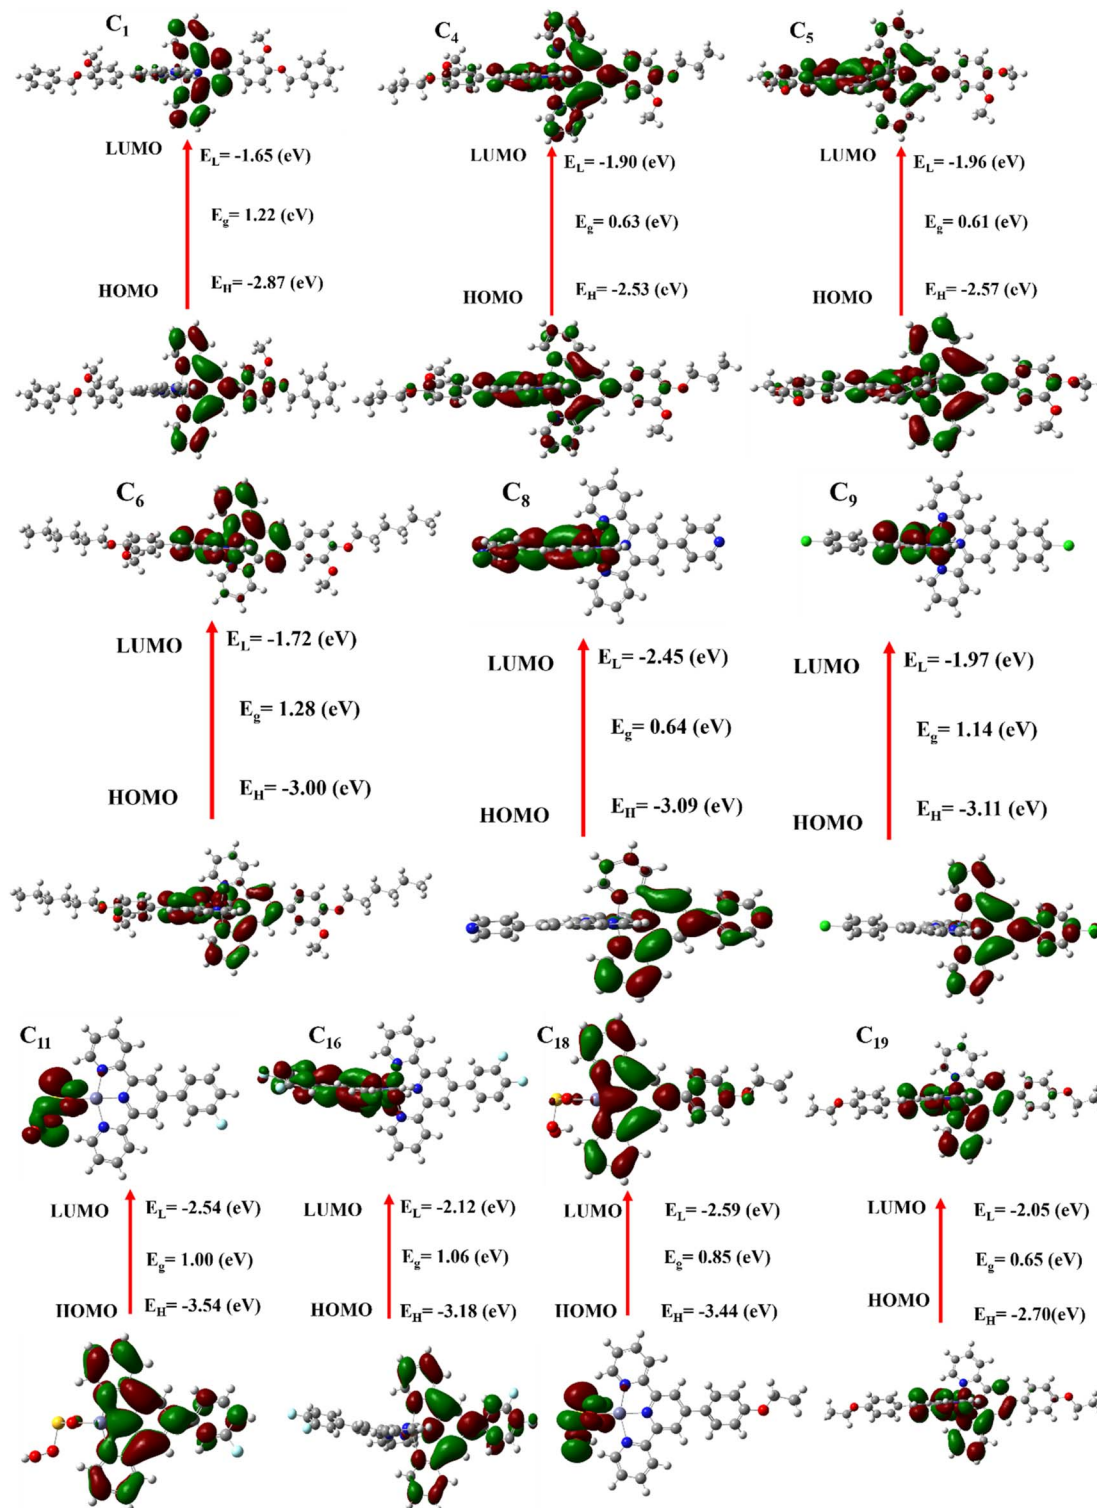 C1
LUMO
EL= -1.65 (eV)
Eg= 1.22 (eV)
HOMO
EH= -2.87 (eV)
C4
LUMO
EL= -1.90 (eV)
Eg= 0.63 (eV)
HOMO
EH= -2.53 (eV)
C5
LUMO
EL= -1.96 (eV)
Eg= 0.61 (eV)
HOMO
EH= -2.57 (eV)
C6
LUMO
EL= -1.72 (eV)
Eg= 1.28 (eV)
HOMO
EH= -3.00 (eV)
C8
LUMO
EL= -2.45 (eV)
Eg= 0.64 (eV)
HOMO
EH= -3.09 (eV)
C9
LUMO
EL= -1.97 (eV)
Eg= 1.14 (eV)
HOMO
EH= -3.11 (eV)
C11
LUMO
EL= -2.54 (eV)
Eg= 1.00 (eV)
HOMO
EH= -3.54 (eV)
C16
LUMO
EL= -2.12 (eV)
Eg= 1.06 (eV)
HOMO
EH= -3.18 (eV)
C18
LUMO
EL= -2.59 (eV)
Eg= 0.85 (eV)
HOMO
EH= -3.44 (eV)
C19
LUMO
EL= -2.05 (eV)
Eg= 0.65 (eV)
HOMO
EH= -2.70(eV)